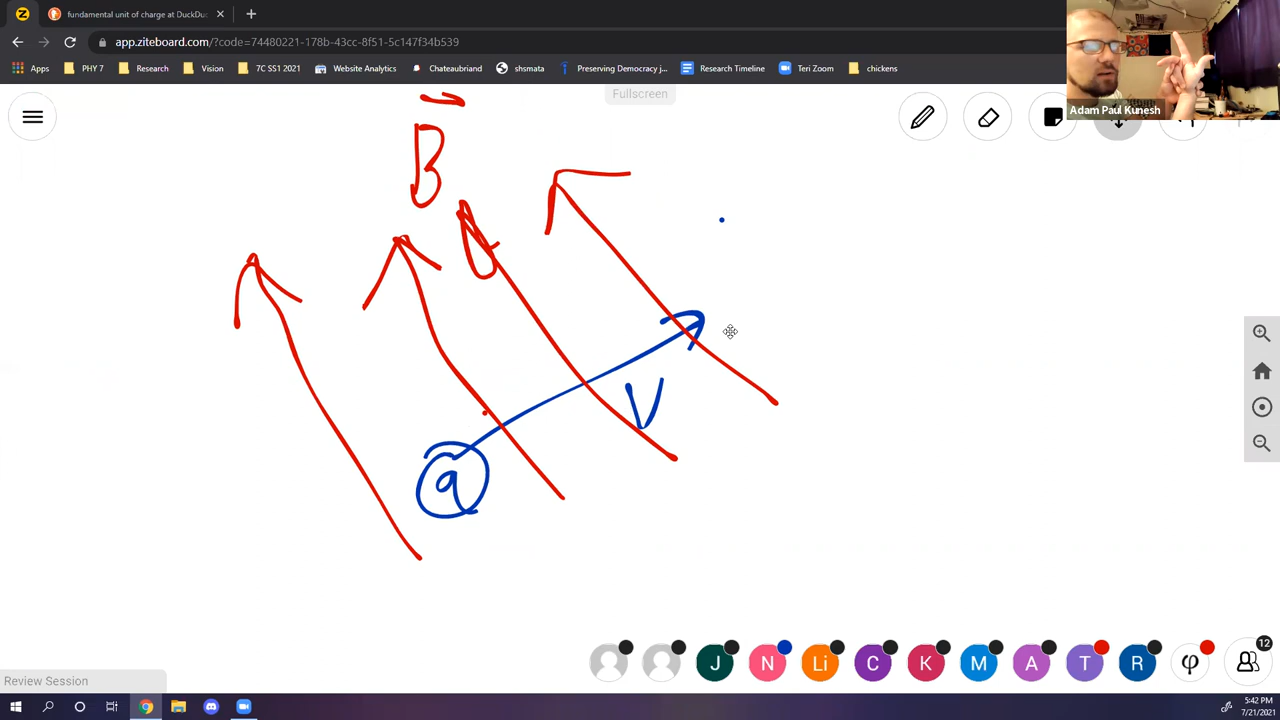 fundamental unit of charge at Duc
app.ziteboard.com/?code=74480221-178b-43cc-8f51-5c147f34b539
Apps PHY 7 Research Vision 7C SS1 2021 Website Analytics Chateaubriand shsmata Preserving Democracy j... Research Timeline Teri Zoom chickens
Fullscreen
Adam Paul Kunesh
B
V
q
12
J N Li C K M A T R φ
Review Session
5:42 PM
7/21/2021